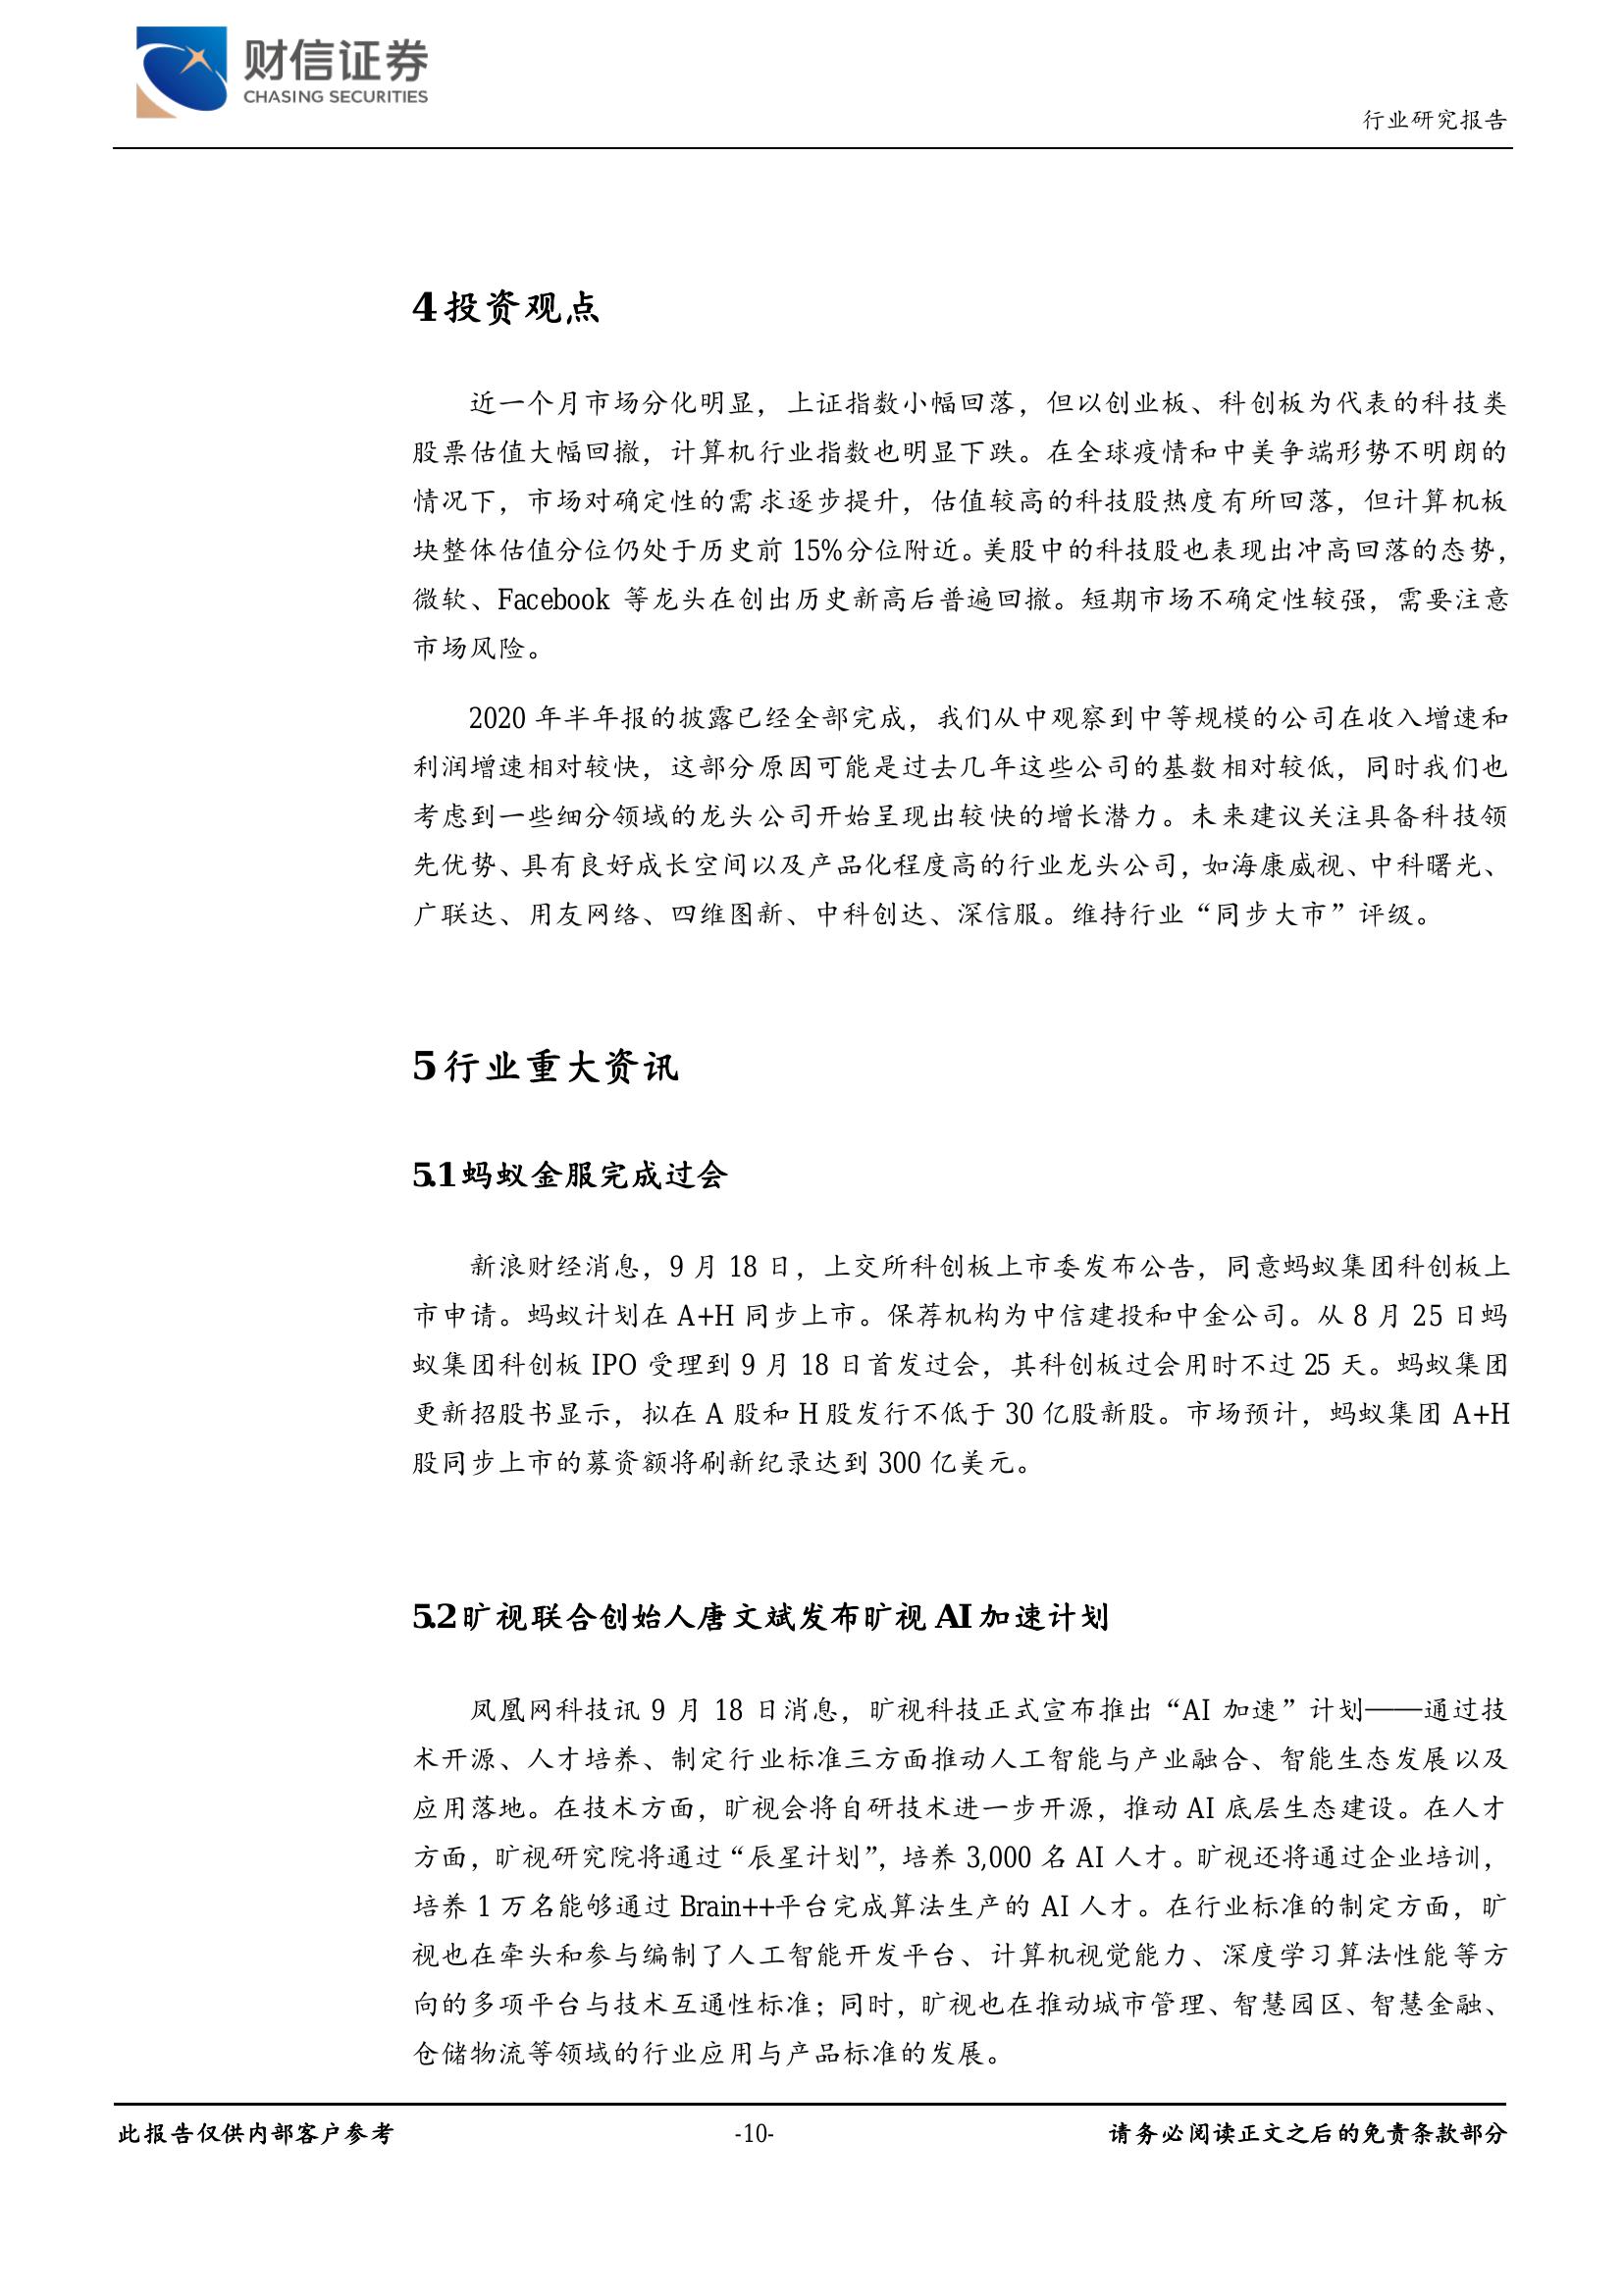 财信证券
CHASING SECURITIES
行业研究报告
4 投资观点
近一个月市场分化明显，上证指数小幅回落，但以创业板、科创板为代表的科技类
股票估值大幅回撤，计算机行业指数也明显下跌。在全球疫情和中美争端形势不明朗的
情况下，市场对确定性的需求逐步提升，估值较高的科技股热度有所回落，但计算机板
块整体估值分位仍处于历史前 15%分位附近。美股中的科技股也表现出冲高回落的态势，
微软、Facebook 等龙头在创出历史新高后普遍回撤。短期市场不确定性较强，需要注意
市场风险。
2020 年半年报的披露已经全部完成，我们从中观察到中等规模的公司在收入增速和
利润增速相对较快，这部分原因可能是过去几年这些公司的基数相对较低，同时我们也
考虑到一些细分领域的龙头公司开始呈现出较快的增长潜力。未来建议关注具备科技领
先优势、具有良好成长空间以及产品化程度高的行业龙头公司，如海康威视、中科曙光、
广联达、用友网络、四维图新、中科创达、深信服。维持行业“同步大市”评级。
5 行业重大资讯
5.1 蚂蚁金服完成过会
新浪财经消息，9 月 18 日，上交所科创板上市委发布公告，同意蚂蚁集团科创板上
市申请。蚂蚁计划在 A+H 同步上市。保荐机构为中信建投和中金公司。从 8 月 25 日蚂
蚁集团科创板 IPO 受理到 9 月 18 日首发过会，其科创板过会用时不过 25 天。蚂蚁集团
更新招股书显示，拟在 A 股和 H 股发行不低于 30 亿股新股。市场预计，蚂蚁集团 A+H
股同步上市的募资额将刷新纪录达到 300 亿美元。
5.2 旷视联合创始人唐文斌发布旷视 AI 加速计划
凤凰网科技讯 9 月 18 日消息，旷视科技正式宣布推出“AI 加速”计划——通过技
术开源、人才培养、制定行业标准三方面推动人工智能与产业融合、智能生态发展以及
应用落地。在技术方面，旷视会将自研技术进一步开源，推动 AI 底层生态建设。在人才
方面，旷视研究院将通过“辰星计划”，培养 3,000 名 AI 人才。旷视还将通过企业培训，
培养 1 万名能够通过 Brain++平台完成算法生产的 AI 人才。在行业标准的制定方面，旷
视也在牵头和参与编制了人工智能开发平台、计算机视觉能力、深度学习算法性能等方
向的多项平台与技术互通性标准；同时，旷视也在推动城市管理、智慧园区、智慧金融、
仓储物流等领域的行业应用与产品标准的发展。
此报告仅供内部客户参考
-10-
请务必阅读正文之后的免责条款部分